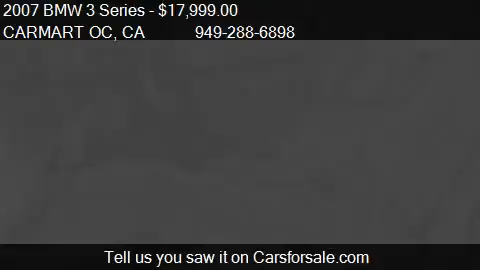 2007 BMW 3 Series - $17,999.00
CARMART OC, CA 949-288-6898
Tell us you saw it on Carsforsale.com